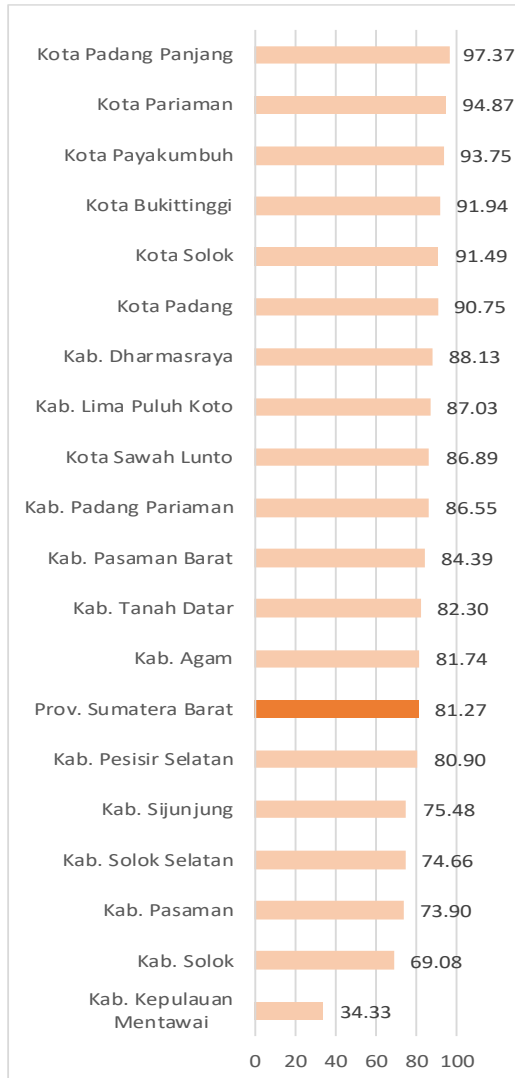 Kota Padang Panjang 97.37
Kota Pariaman 94.87
Kota Payakumbuh 93.75
Kota Bukittinggi 91.94
Kota Solok 91.49
Kota Padang 90.75
Kab. Dharmasraya 88.13
Kab. Lima Puluh Koto 87.03
Kota Sawah Lunto 86.89
Kab. Padang Pariaman 86.55
Kab. Pasaman Barat 84.39
Kab. Tanah Datar 82.30
Kab. Agam 81.74
Prov. Sumatera Barat 81.27
Kab. Pesisir Selatan 80.90
Kab. Sijunjung 75.48
Kab. Solok Selatan 74.66
Kab. Pasaman 73.90
Kab. Solok 69.08
Kab. Kepulauan
Mentawai 34.33
0 20 40 60 80 100